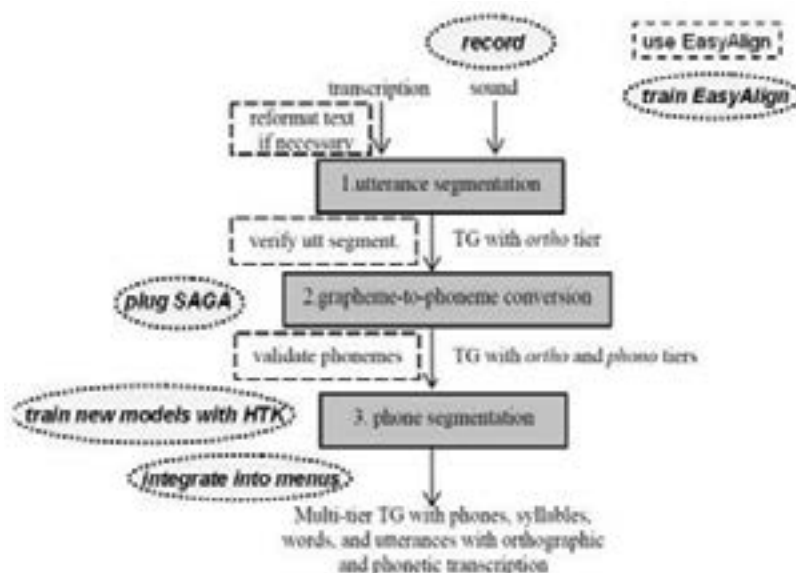 record
use EasyAlign
train EasyAlign
transcription
sound
reformat text
if necessary
1.utterance segmentation
verify utt segment.
TG with ortho tier
plug SAGA
2.grapheme-to-phoneme conversion
validate phonemes
TG with ortho and phono tiers
train new models with HTK
3. phone segmentation
integrate into menus
Multi-tier TG with phones, syllables,
words, and utterances with orthographic
and phonetic transcription